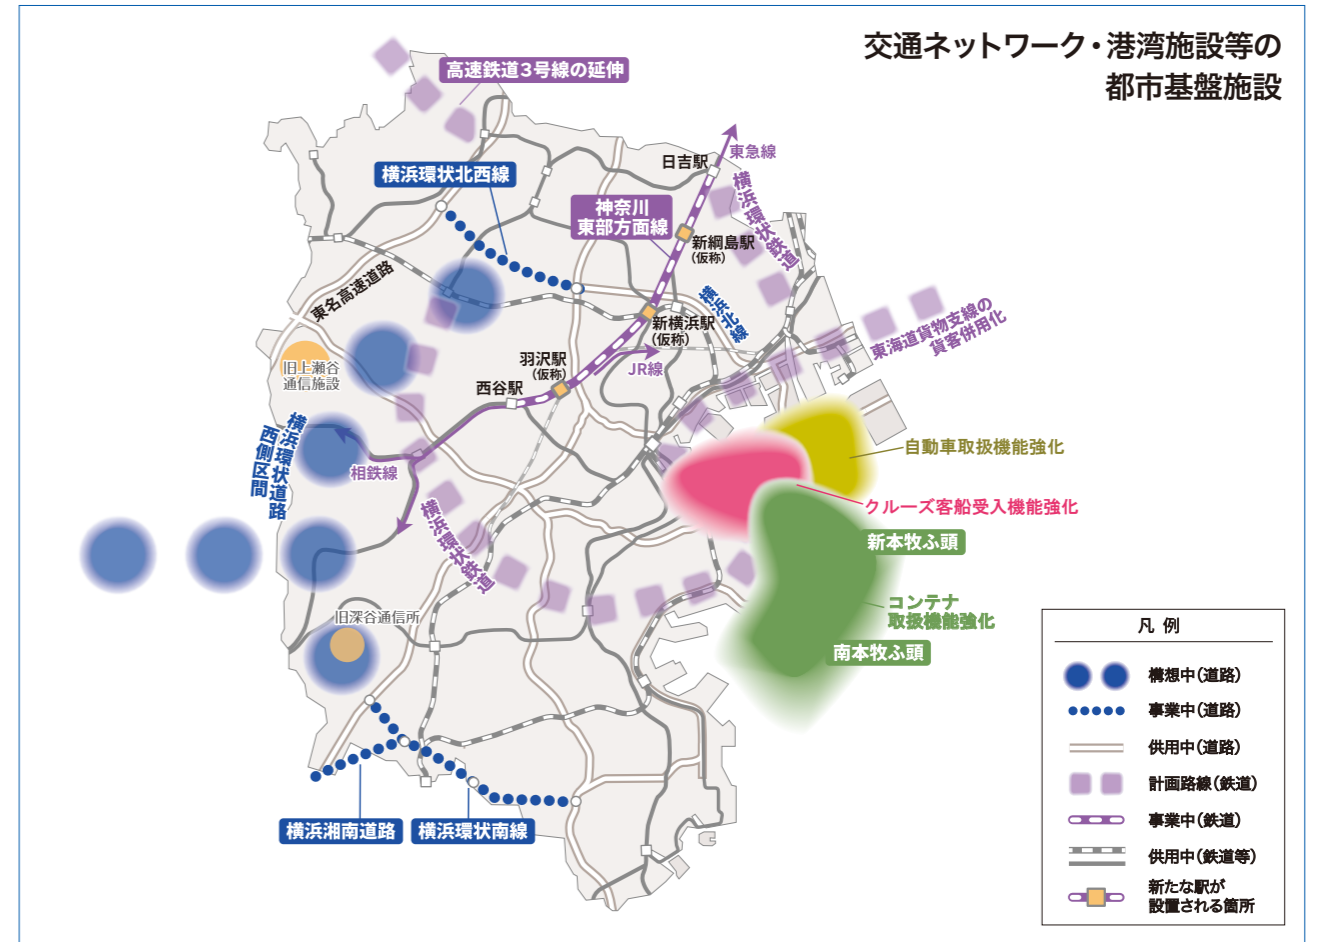 交通ネットワーク・港湾施設等の
都市基盤施設
高速鉄道3号線の延伸
横浜環状北西線
神奈川
東部方面線
日吉駅
東急線
横浜環状鉄道
新綱島駅
(仮称)
東名高速道路
横浜北線
新横浜駅
(仮称)
東海道貨物支線の
貨客併用化
羽沢駅
(仮称)
JR線
西谷駅
旧上瀬谷
通信施設
横浜環状道路
西側区間
相鉄線
自動車取扱機能強化
クルーズ客船受入機能強化
横浜環状鉄道
新本牧ふ頭
コンテナ
取扱機能強化
南本牧ふ頭
旧深谷通信所
横浜湘南道路
横浜環状南線
凡例
構想中(道路)
事業中(道路)
供用中(道路)
計画路線(鉄道)
事業中(鉄道)
供用中(鉄道等)
新たな駅が
設置される箇所